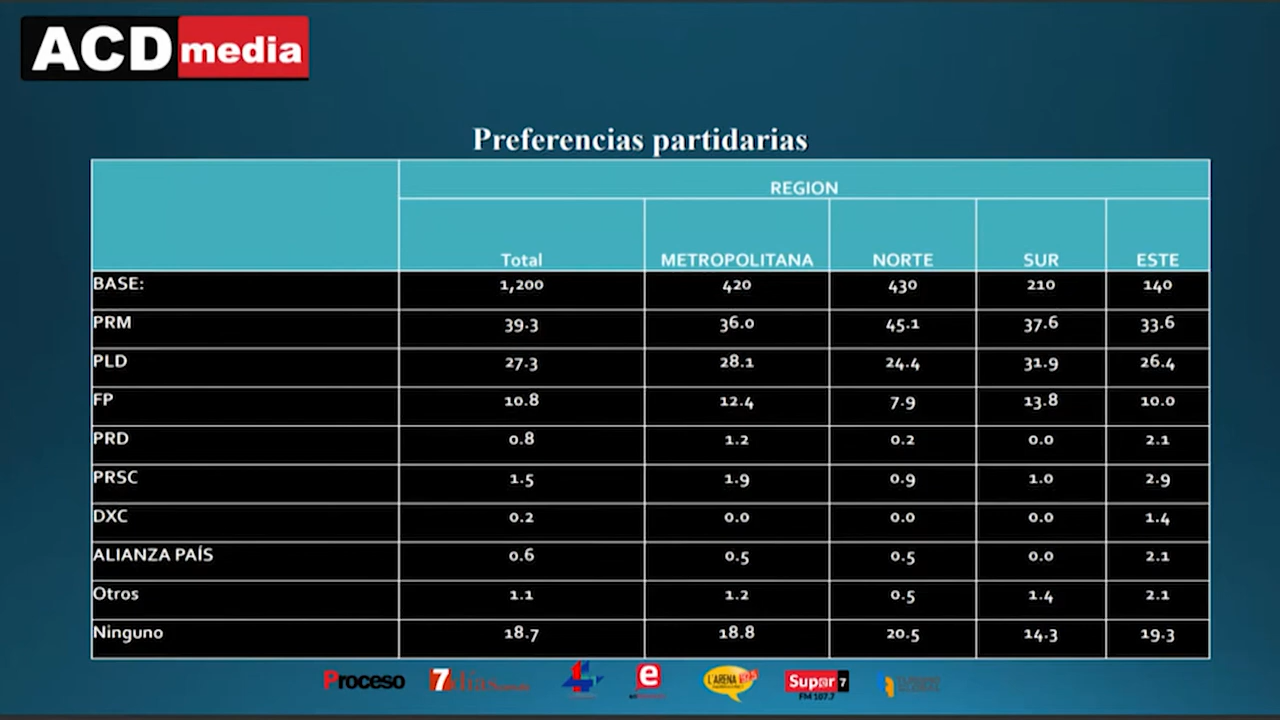 ACD media
Preferencias partidarias
REGION
Total METROPOLITANA NORTE SUR ESTE
BASE: 1,200 420 430 210 140
PRM 39.3 36.0 45.1 37.6 33.6
PLD 27.3 28.1 24.4 31.9 26.4
FP 10.8 12.4 7.9 13.8 10.0
PRD 0.8 1.2 0.2 0.0 2.1
PRSC 1.5 1.9 0.9 1.0 2.9
DXC 0.2 0.0 0.0 0.0 1.4
ALIANZA PAÍS 0.6 0.5 0.5 0.0 2.1
Otros 1.1 1.2 0.5 1.4 2.1
Ninguno 18.7 18.8 20.5 14.3 19.3
Proceso 7días e L'ARENA Super 7
FM 107.7